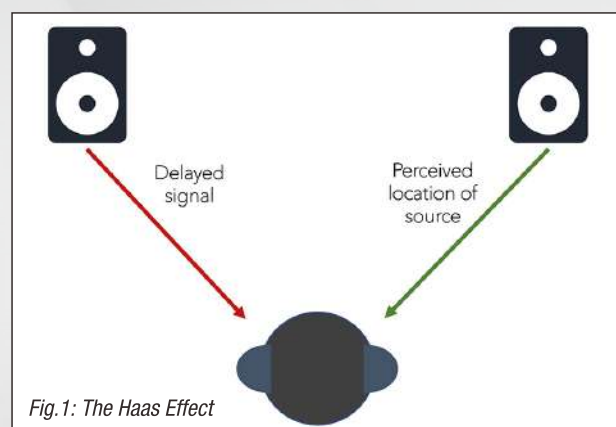 Delayed
signal
Perceived
location of
source
Fig.1: The Haas Effect